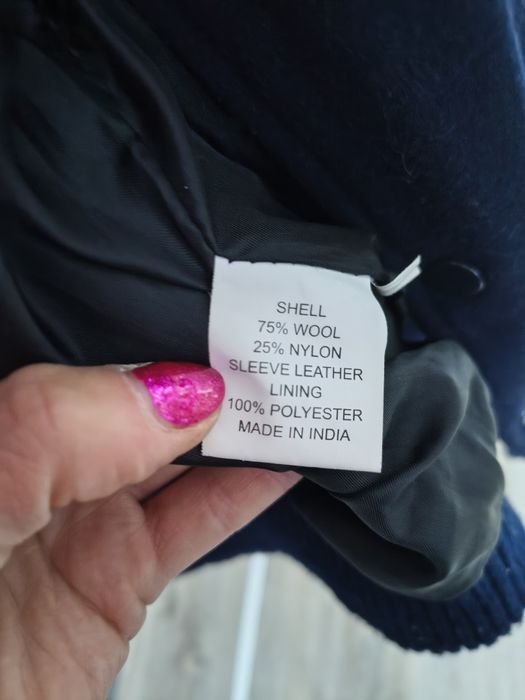 SHELL
75% WOOL
25% NYLON
SLEEVE LEATHER
LINING
100% POLYESTER
MADE IN INDIA